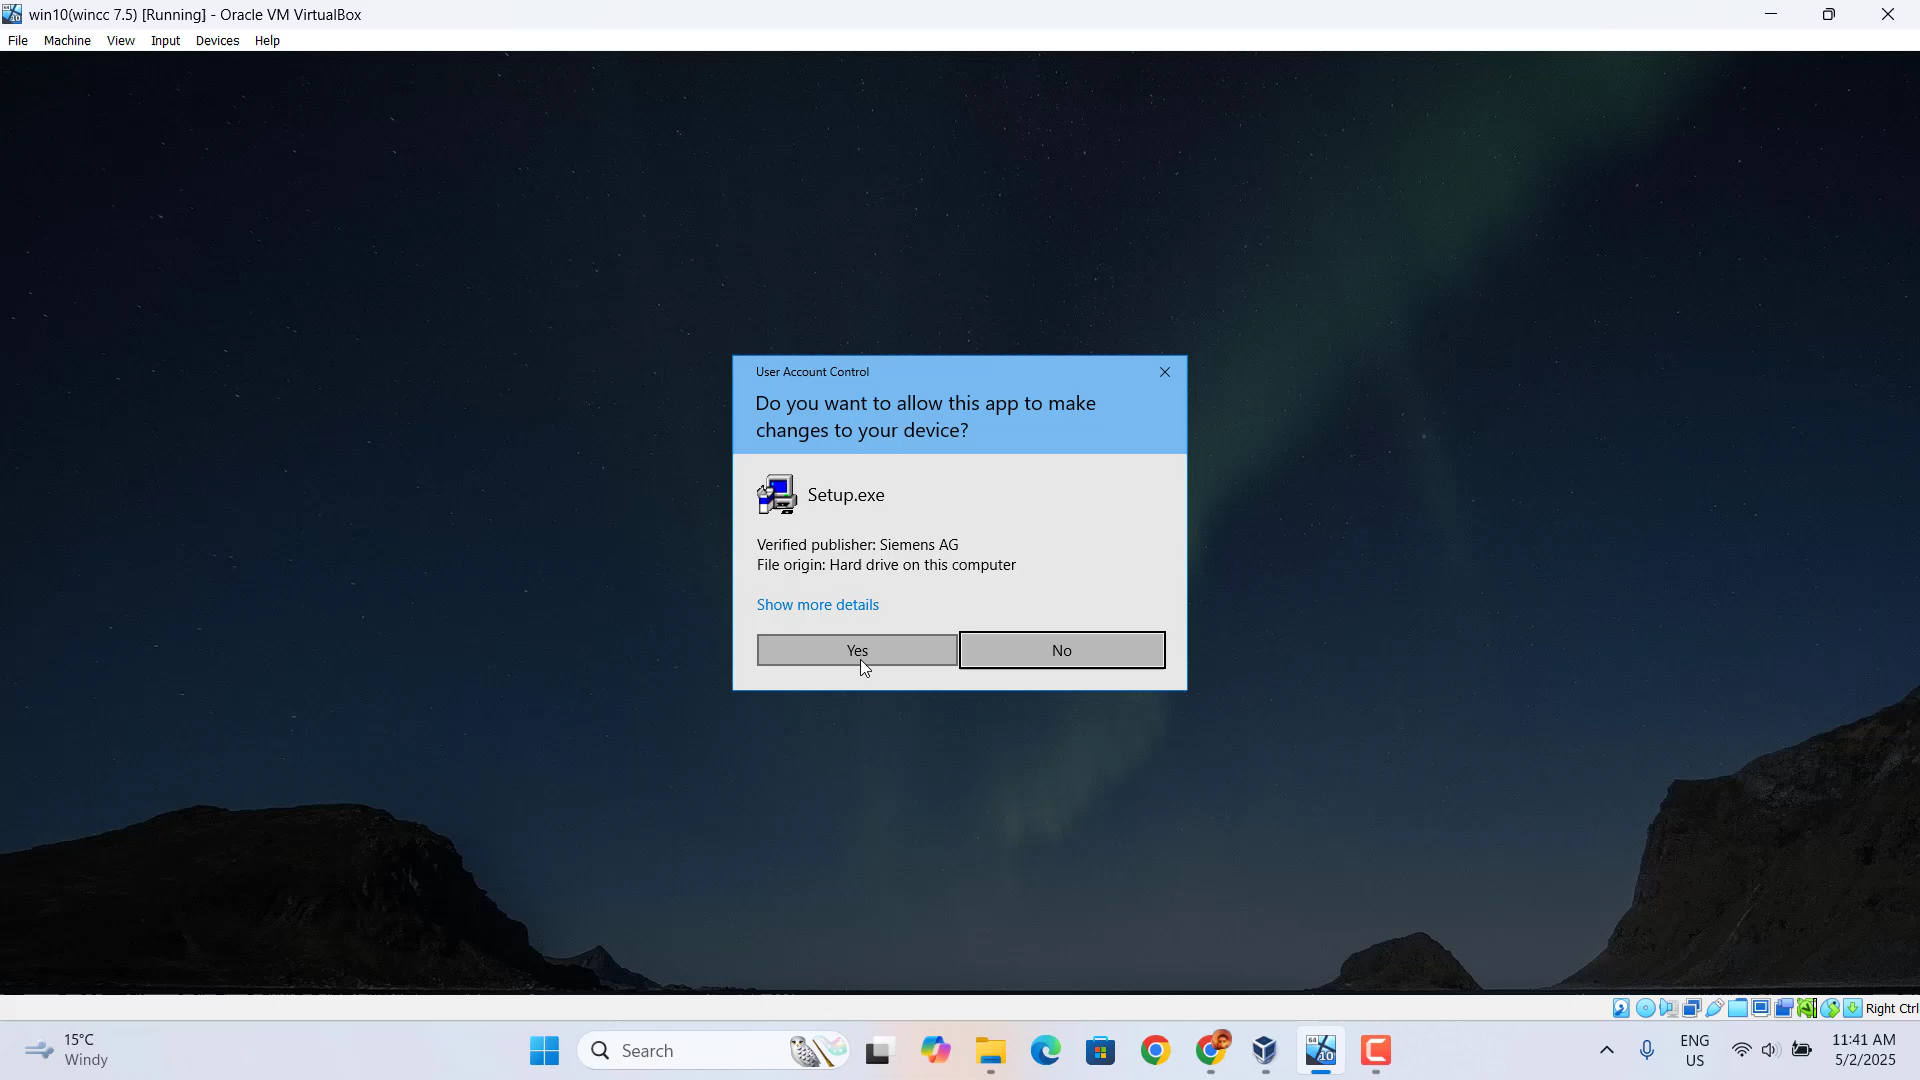 win10(wincc 7.5) [Running] - Oracle VM VirtualBox
File Machine View Input Devices Help
User Account Control
Do you want to allow this app to make
changes to your device?
Setup.exe
Verified publisher: Siemens AG
File origin: Hard drive on this computer
Show more details
Yes No
Right Ctrl
15°C
Windy
Search
64
10
ENG
US
11:41 AM
5/2/2025